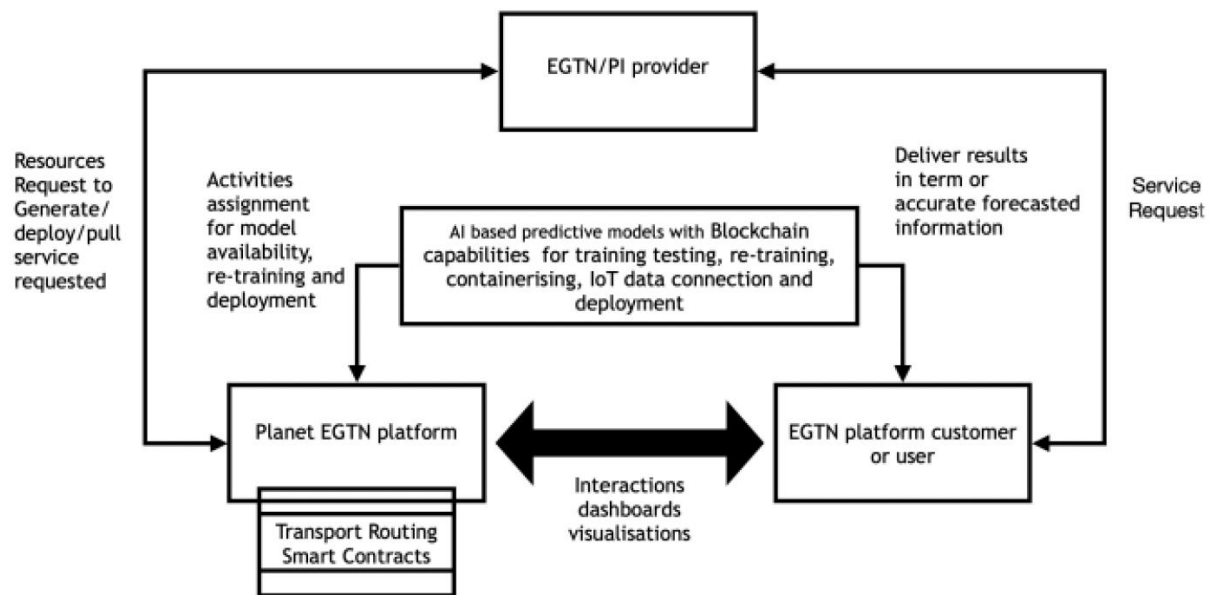 EGTN/PI provider
Resources
Request to
Generate/
deploy/pull
service
requested
Activities
assignment
for model
availability,
re-training and
deployment
AI based predictive models with Blockchain
capabilities for training testing, re-training,
containerising, IoT data connection and
deployment
Deliver results
in term or
accurate forecasted
information
Service
Request
Planet EGTN platform
Transport Routing
Smart Contracts
Interactions
dashboards
visualisations
EGTN platform customer
or user